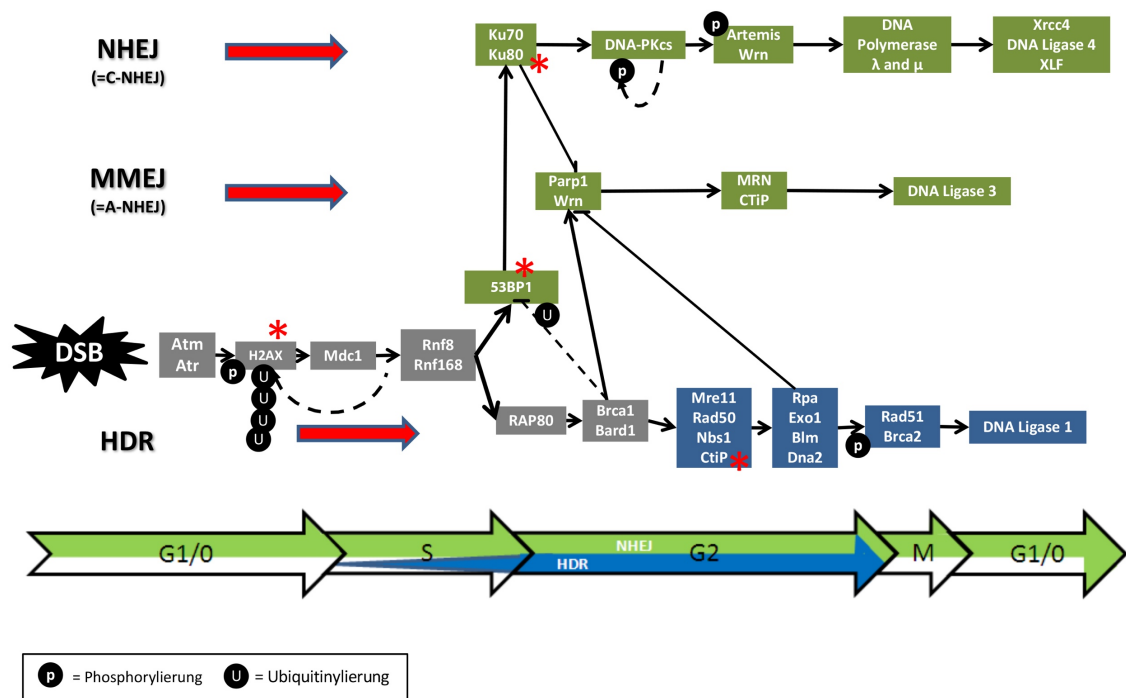 NHEJ
(=C-NHEJ)
Ku70
Ku80
*
DNA-PKcs
p
p
Artemis
Wrn
DNA
Polymerase
λ and μ
Xrcc4
DNA Ligase 4
XLF
MMEJ
(=A-NHEJ)
Parp1
Wrn
MRN
CTiP
DNA Ligase 3
*
53BP1
U
DSB
Atm
Atr
p
*
H2AX
U
U
U
U
Mdc1
Rnf8
Rnf168
HDR
RAP80
Brca1
Bard1
Mre11
Rad50
Nbs1
CtiP
*
Rpa
Exo1
Blm
Dna2
p
Rad51
Brca2
DNA Ligase 1
G1/0
S
NHEJ
G2
HDR
M
G1/0
p = Phosphorylierung
U = Ubiquitinylierung